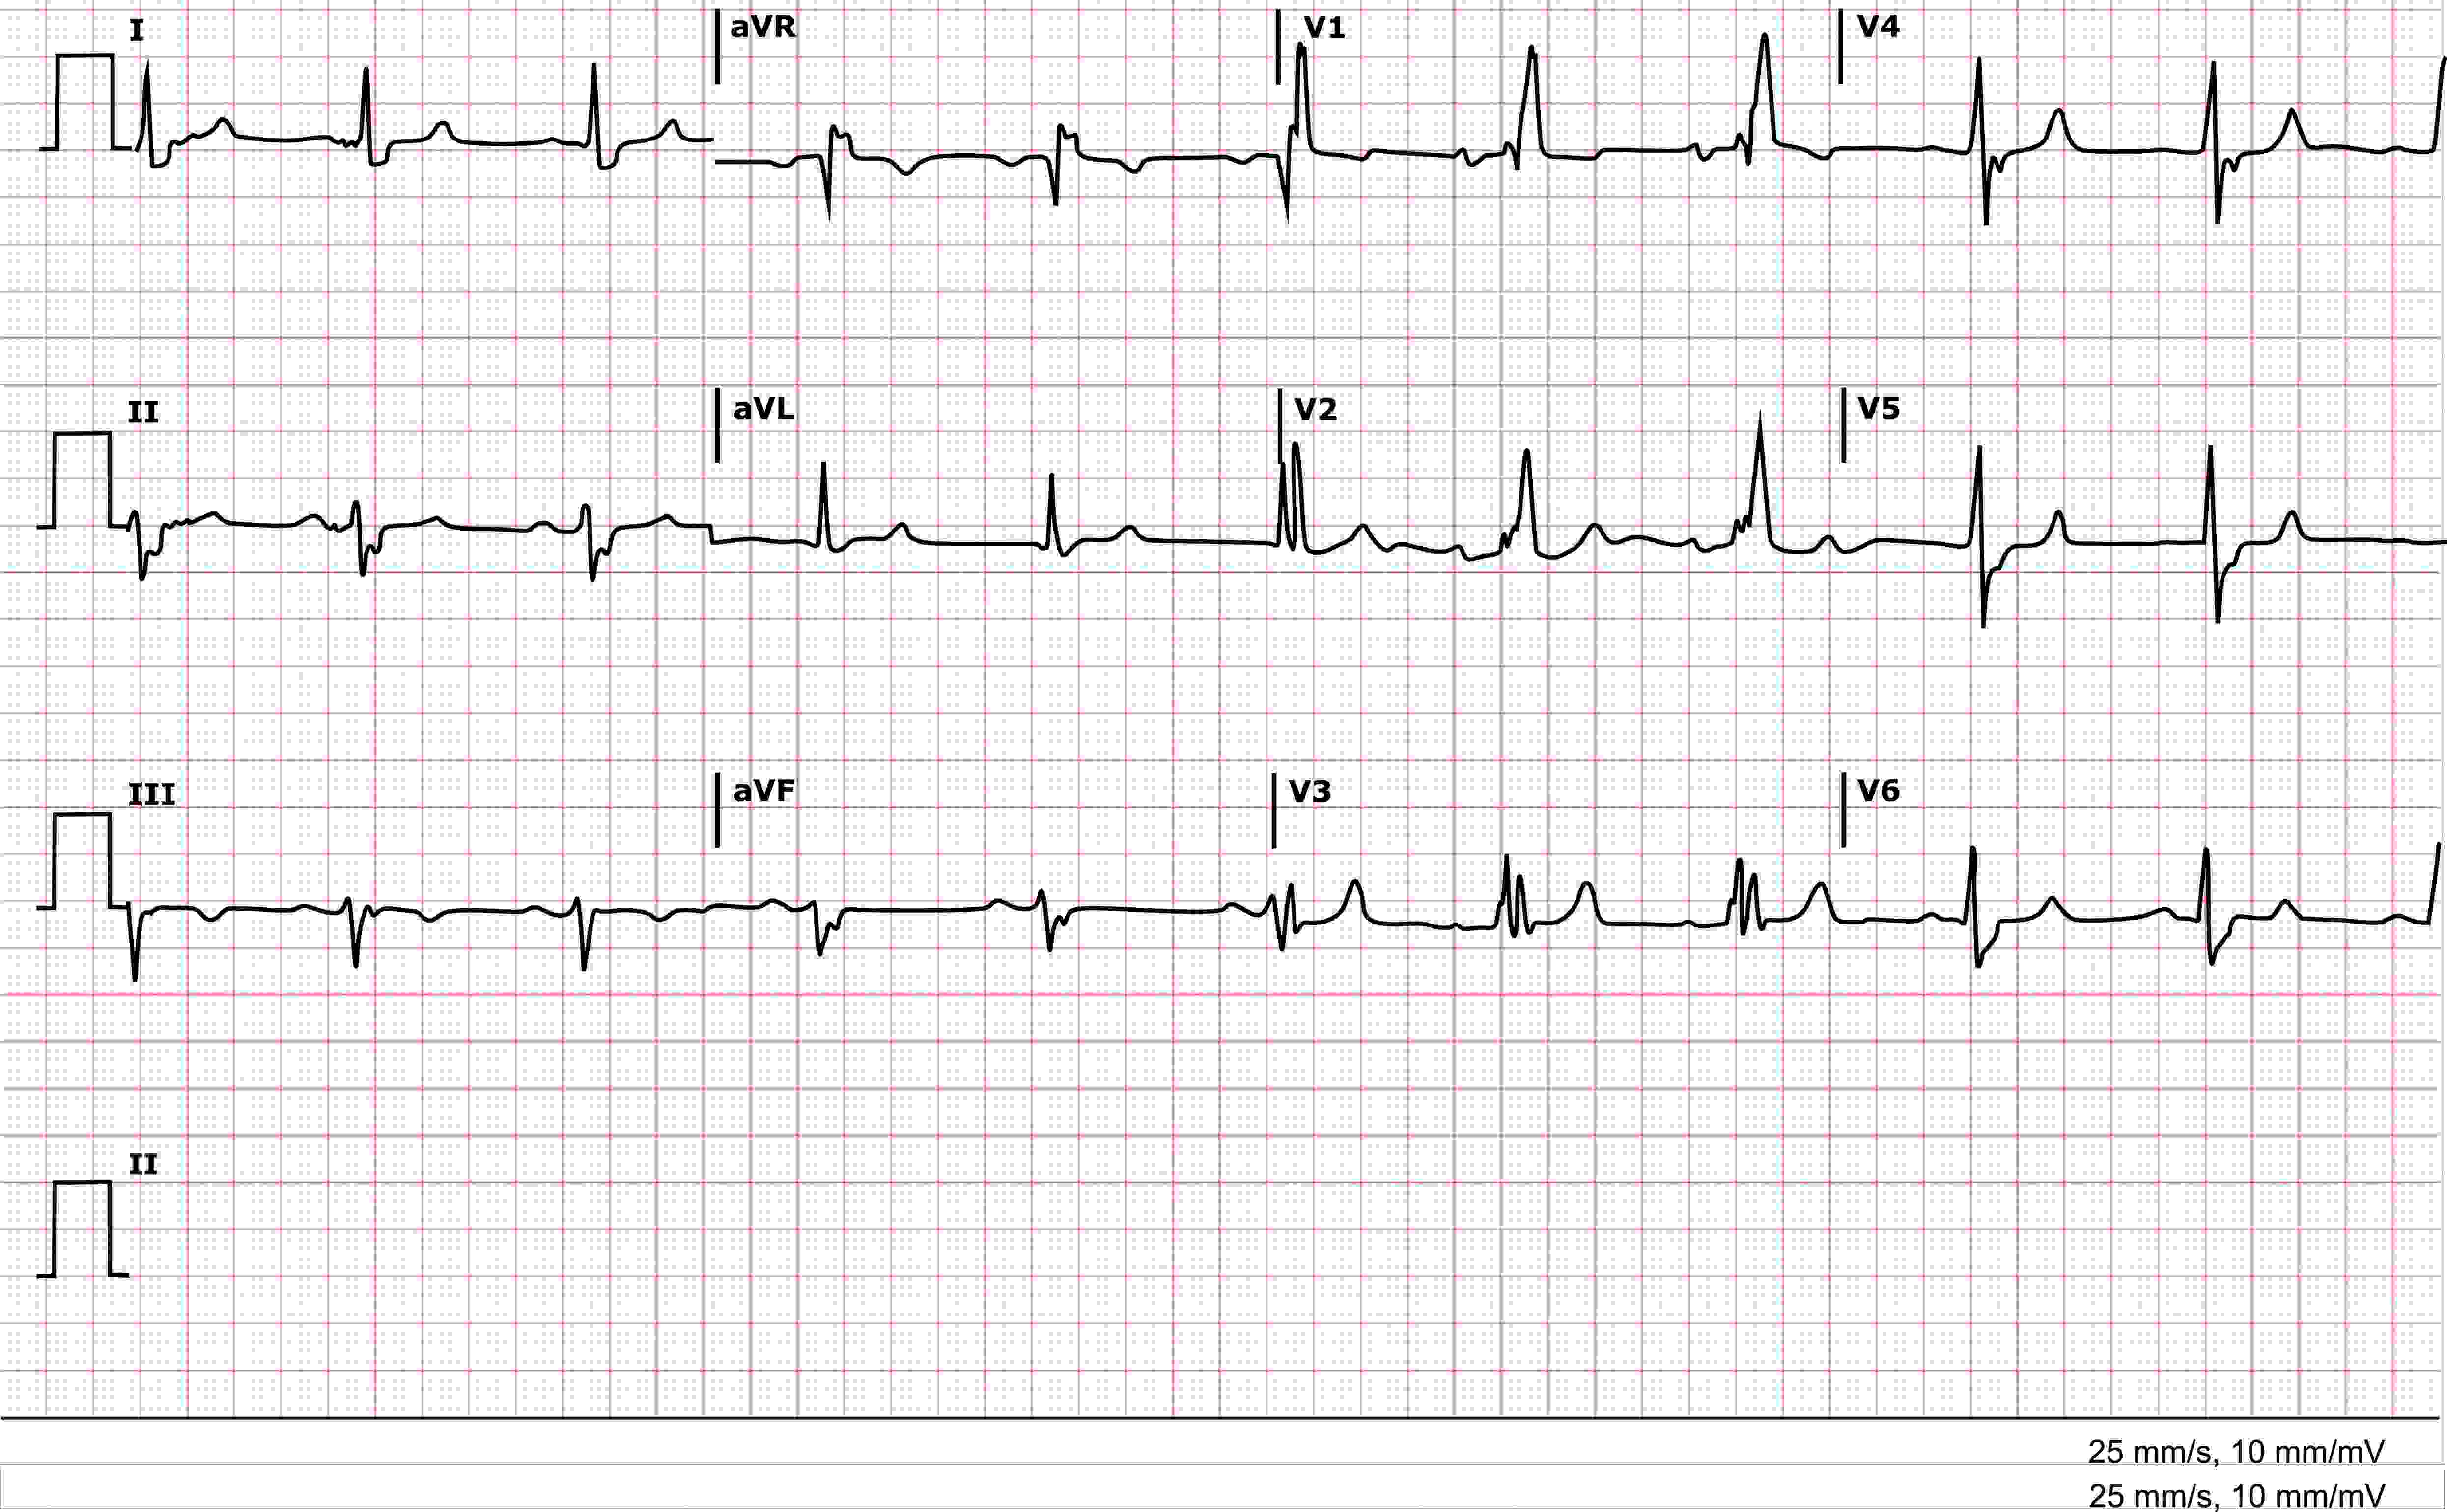 I aVR V1 V4
II aVL V2 V5
III aVF V3 V6
II
25 mm/s, 10 mm/mV
25 mm/s, 10 mm/mV